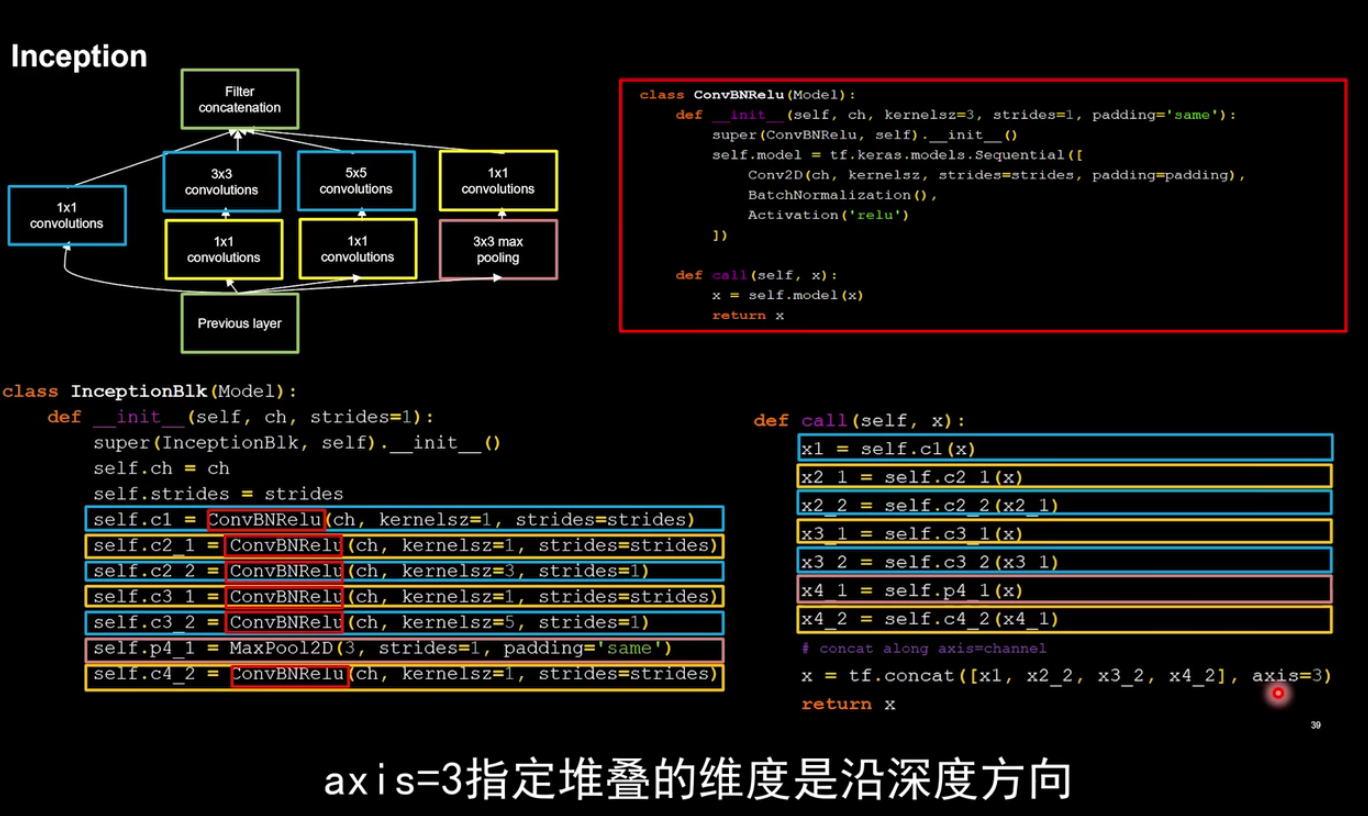 Inception
Filter
concatenation
3x3
convolutions
5x5
convolutions
1x1
convolutions
1x1
convolutions
1x1
convolutions
1x1
convolutions
3x3 max
pooling
Previous layer
class ConvBNRelu(Model):
def __init__(self, ch, kernelsz=3, strides=1, padding='same'):
super(ConvBNRelu, self).__init__()
self.model = tf.keras.models.Sequential([
Conv2D(ch, kernelsz, strides=strides, padding=padding),
BatchNormalization(),
Activation('relu')
])
def call(self, x):
x = self.model(x)
return x
class InceptionBlk(Model):
def __init__(self, ch, strides=1):
super(InceptionBlk, self).__init__()
self.ch = ch
self.strides = strides
self.c1 = ConvBNRelu(ch, kernelsz=1, strides=strides)
self.c2_1 = ConvBNRelu(ch, kernelsz=1, strides=strides)
self.c2_2 = ConvBNRelu(ch, kernelsz=3, strides=1)
self.c3_1 = ConvBNRelu(ch, kernelsz=1, strides=strides)
self.c3_2 = ConvBNRelu(ch, kernelsz=5, strides=1)
self.p4_1 = MaxPool2D(3, strides=1, padding='same')
self.c4_2 = ConvBNRelu(ch, kernelsz=1, strides=strides)
def call(self, x):
x1 = self.c1(x)
x2_1 = self.c2_1(x)
x2_2 = self.c2_2(x2_1)
x3_1 = self.c3_1(x)
x3_2 = self.c3_2(x3_1)
x4_1 = self.p4_1(x)
x4_2 = self.c4_2(x4_1)
# concat along axis=channel
x = tf.concat([x1, x2_2, x3_2, x4_2], axis=3)
return x
39
axis=3指定堆叠的维度是沿深度方向